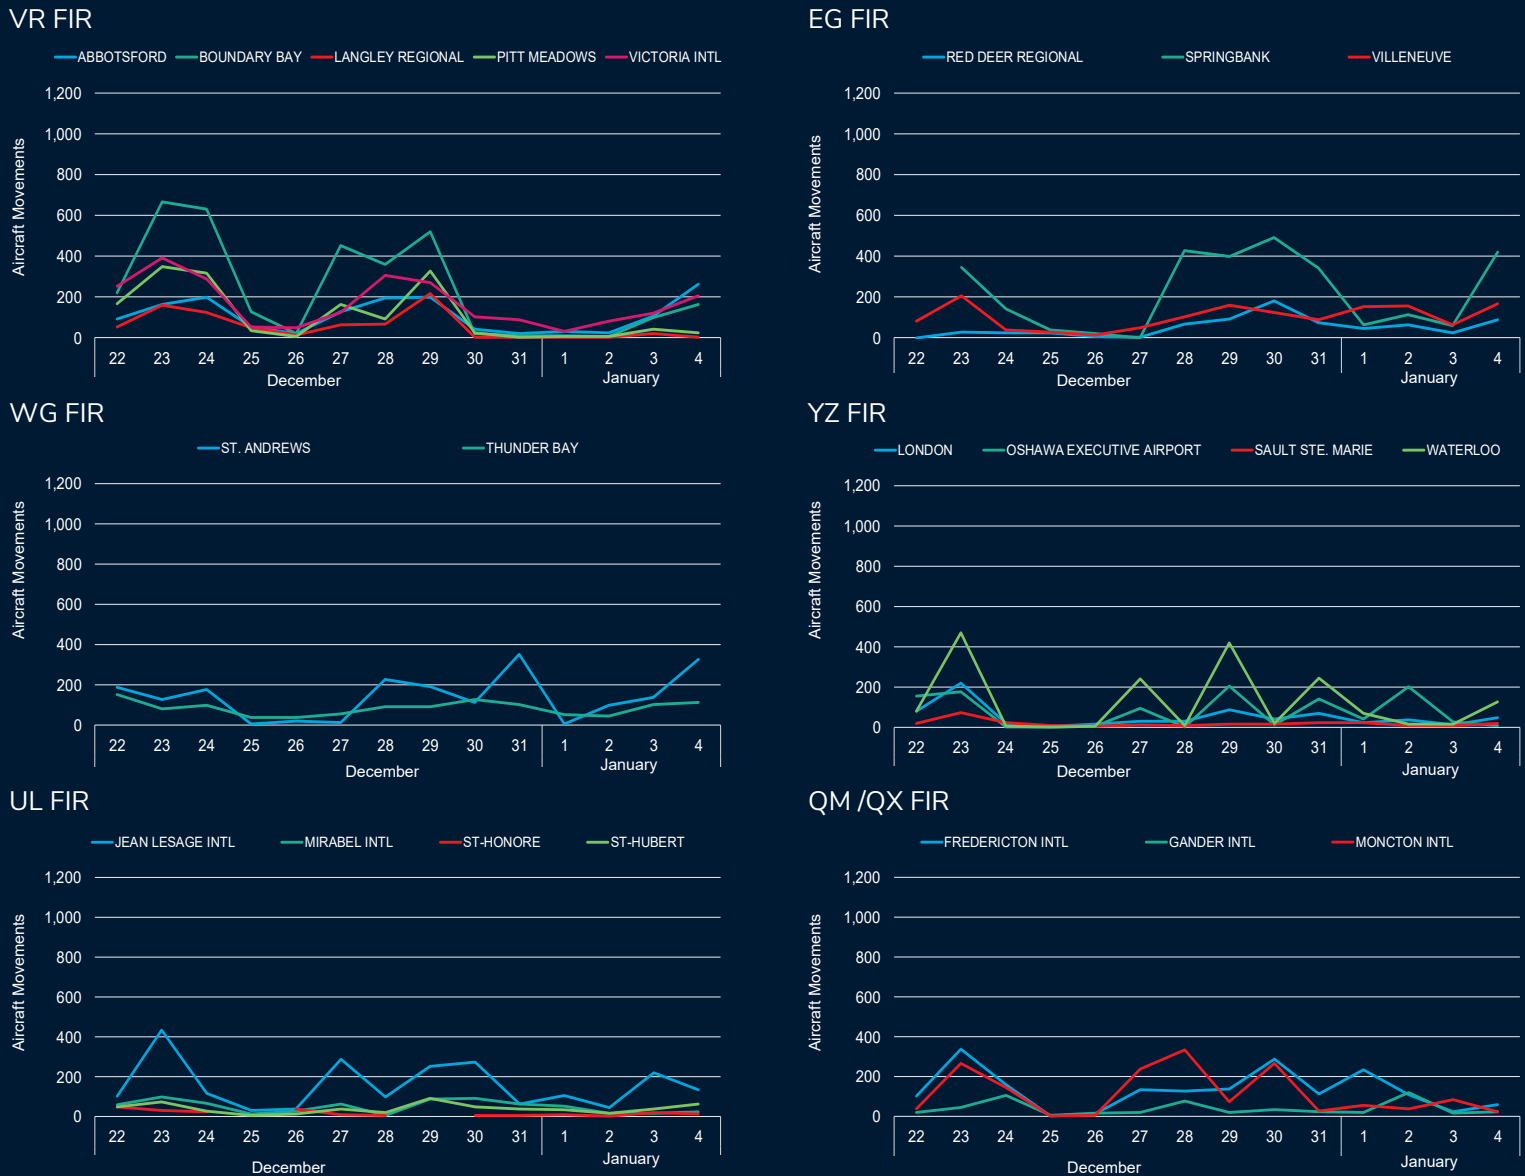 VR FIR
ABBOTSFORD BOUNDARY BAY LANGLEY REGIONAL PITT MEADOWS VICTORIA INTL
Aircraft Movements
1,200
1,000
800
600
400
200
0
22 23 24 25 26 27 28 29 30 31 1 2 3 4
December January
EG FIR
RED DEER REGIONAL SPRINGBANK VILLENEUVE
Aircraft Movements
1,200
1,000
800
600
400
200
0
22 23 24 25 26 27 28 29 30 31 1 2 3 4
December January
WG FIR
ST. ANDREWS THUNDER BAY
Aircraft Movements
1,200
1,000
800
600
400
200
0
22 23 24 25 26 27 28 29 30 31 1 2 3 4
December January
YZ FIR
LONDON OSHAWA EXECUTIVE AIRPORT SAULT STE. MARIE WATERLOO
Aircraft Movements
1,200
1,000
800
600
400
200
0
22 23 24 25 26 27 28 29 30 31 1 2 3 4
December January
UL FIR
JEAN LESAGE INTL MIRABEL INTL ST-HONORE ST-HUBERT
Aircraft Movements
1,200
1,000
800
600
400
200
0
22 23 24 25 26 27 28 29 30 31 1 2 3 4
December January
QM /QX FIR
FREDERICTON INTL GANDER INTL MONCTON INTL
Aircraft Movements
1,200
1,000
800
600
400
200
0
22 23 24 25 26 27 28 29 30 31 1 2 3 4
December January